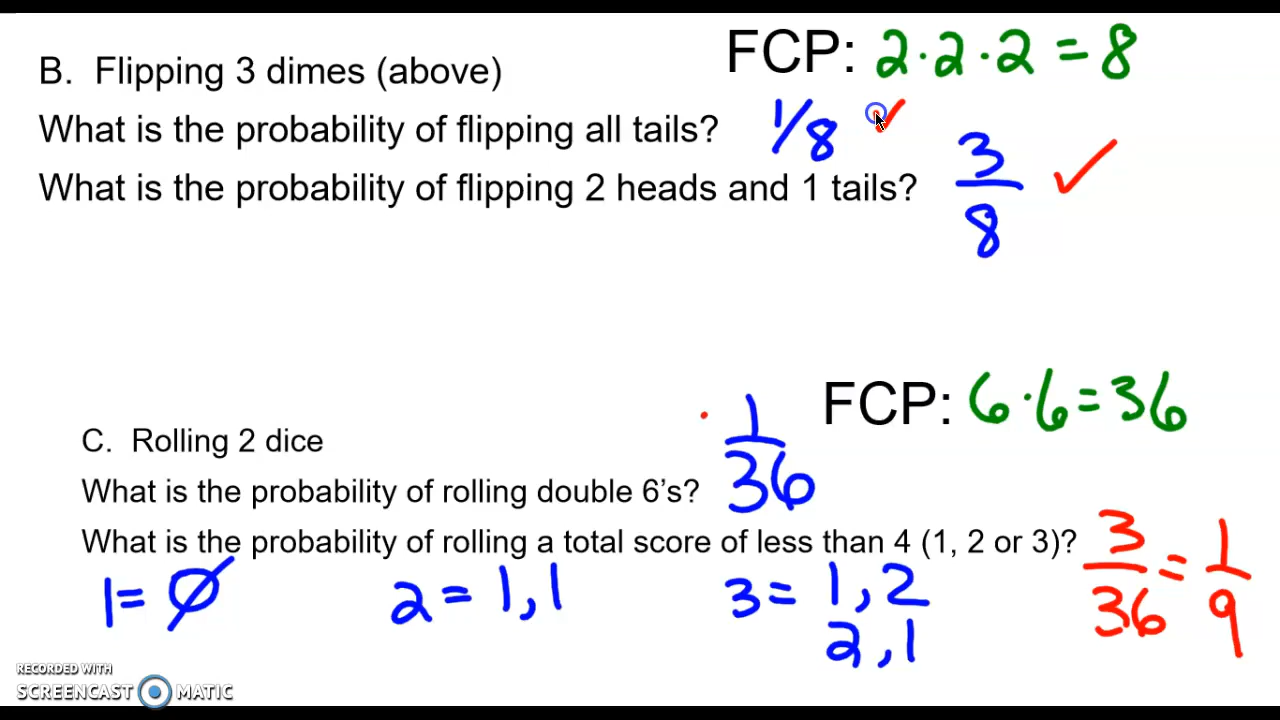 B. Flipping 3 dimes (above)
FCP: 2·2·2=8
What is the probability of flipping all tails? 1/8 ✓
What is the probability of flipping 2 heads and 1 tails? 3/8 ✓
FCP: 6·6=36
C. Rolling 2 dice
What is the probability of rolling double 6's? 1/36
What is the probability of rolling a total score of less than 4 (1, 2 or 3)? 3/36 = 1/9
1= Ø 2= 1,1 3= 1,2
2,1
RECORDED WITH
SCREENCAST MATIC